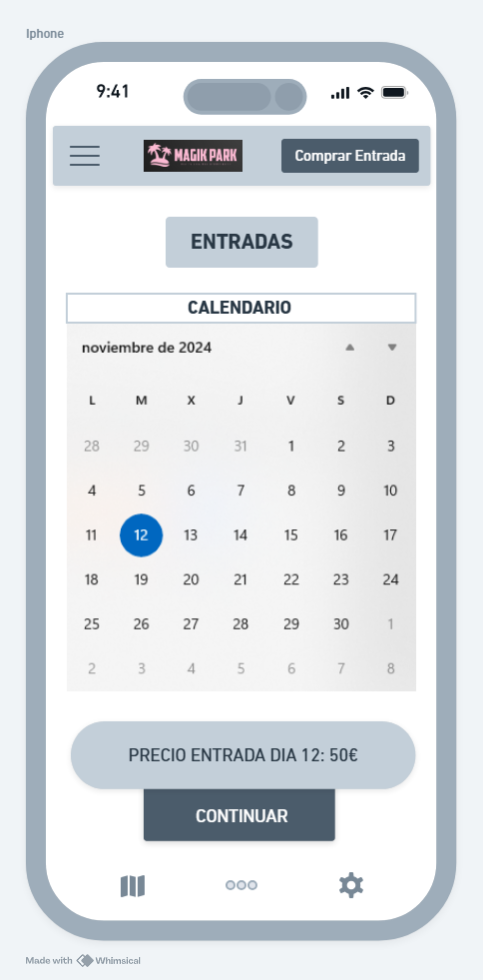 Iphone
9:41
MAGIK PARK
Comprar Entrada
ENTRADAS
CALENDARIO
noviembre de 2024
L M X J V S D
28 29 30 31 1 2 3
4 5 6 7 8 9 10
11 12 13 14 15 16 17
18 19 20 21 22 23 24
25 26 27 28 29 30 1
2 3 4 5 6 7 8
PRECIO ENTRADA DIA 12: 50€
CONTINUAR
Made with Whimsical